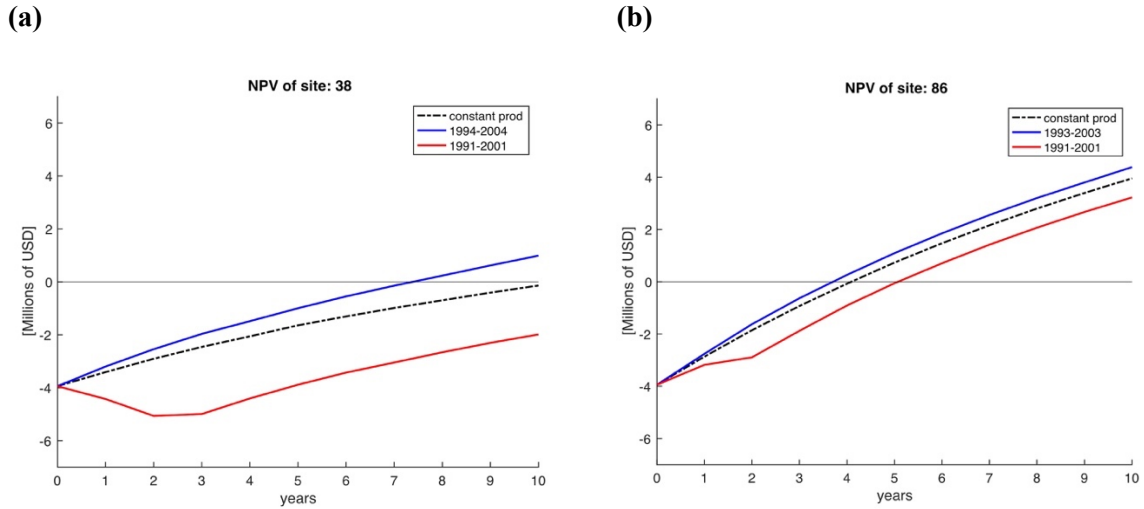 (a)
NPV of site: 38
constant prod
1994-2004
1991-2001
[Millions of USD]
6
4
2
0
-2
-4
-6
0 1 2 3 4 5 6 7 8 9 10
years
(b)
NPV of site: 86
constant prod
1993-2003
1991-2001
[Millions of USD]
6
4
2
0
-2
-4
-6
0 1 2 3 4 5 6 7 8 9 10
years